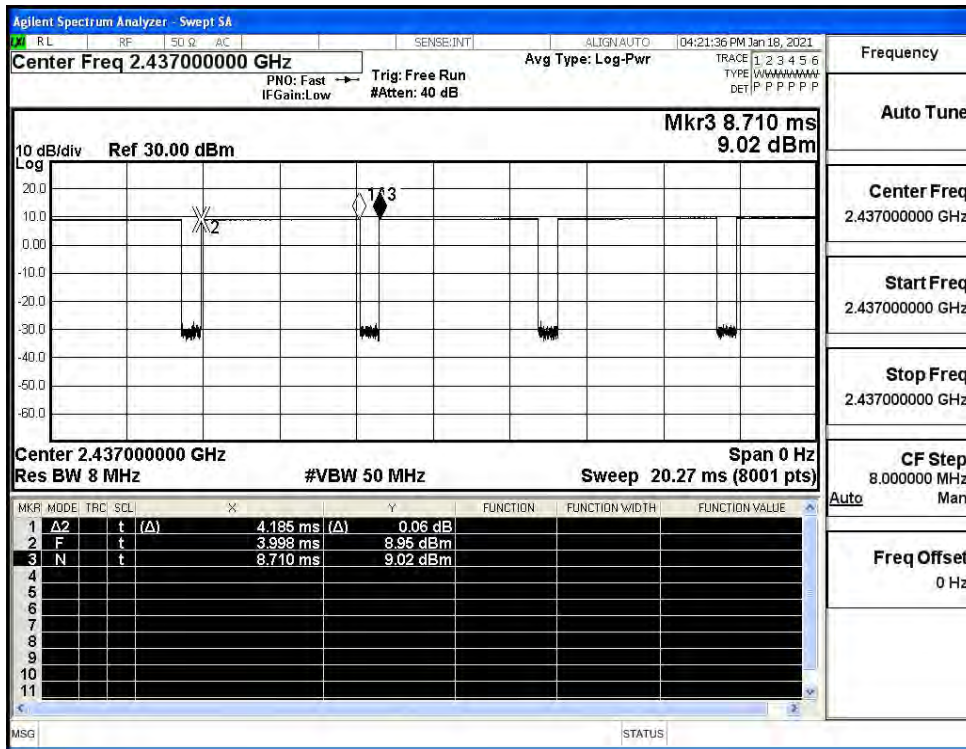 Agilent Spectrum Analyzer - Swept SA
LXI RL RF 50 Ω AC SENSE:INT ALIGN AUTO 04:21:36 PM Jan 18, 2021
Center Freq 2.437000000 GHz
PNO: Fast
IFGain:Low
Trig: Free Run
#Atten: 40 dB
Avg Type: Log-Pwr
TRACE 1 2 3 4 5 6
TYPE WWWWWW
DET P P P P P P
Mkr3 8.710 ms
9.02 dBm
10 dB/div Ref 30.00 dBm
Log
20.0
10.0
0.00
-10.0
-20.0
-30.0
-40.0
-50.0
-60.0
2
3
Center 2.437000000 GHz Span 0 Hz
Res BW 8 MHz #VBW 50 MHz Sweep 20.27 ms (8001 pts)
MKR MODE TRC SCL X Y FUNCTION FUNCTION WIDTH FUNCTION VALUE
1 Δ2 t (Δ) 4.185 ms (Δ) 0.06 dB
2 F t 3.998 ms 8.95 dBm
3 N t 8.710 ms 9.02 dBm
4
5
6
7
8
9
10
11
MSG STATUS
Frequency
Auto Tune
Center Freq
2.437000000 GHz
Start Freq
2.437000000 GHz
Stop Freq
2.437000000 GHz
CF Step
8.000000 MHz
Auto Man
Freq Offset
0 Hz